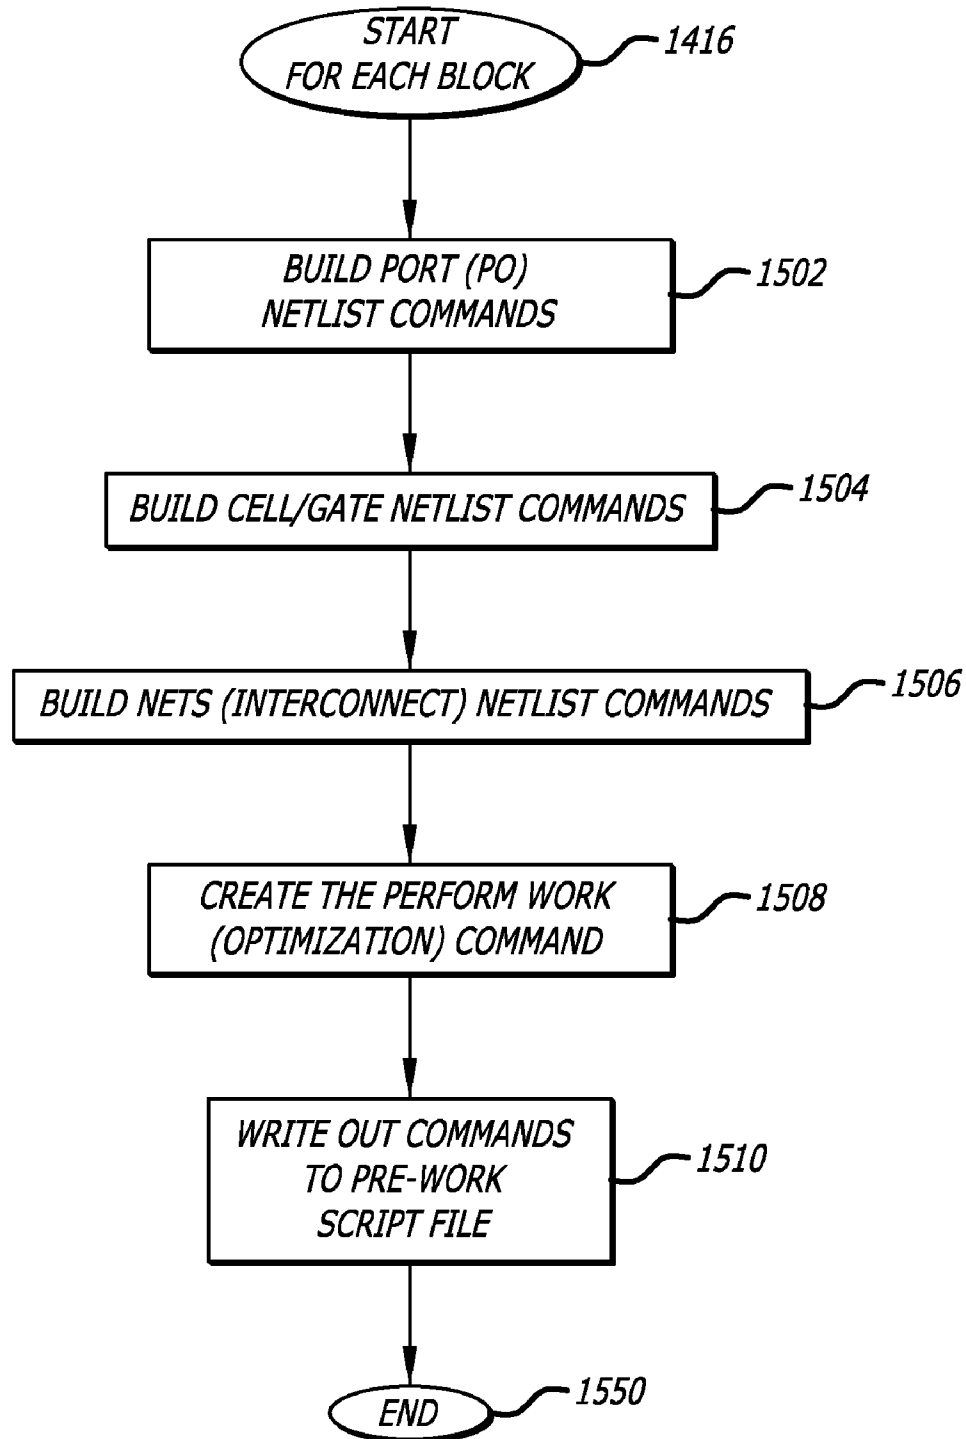 START
FOR EACH BLOCK
1416
BUILD PORT (PO)
NETLIST COMMANDS
1502
BUILD CELL/GATE NETLIST COMMANDS
1504
BUILD NETS (INTERCONNECT) NETLIST COMMANDS
1506
CREATE THE PERFORM WORK
(OPTIMIZATION) COMMAND
1508
WRITE OUT COMMANDS
TO PRE-WORK
SCRIPT FILE
1510
END
1550